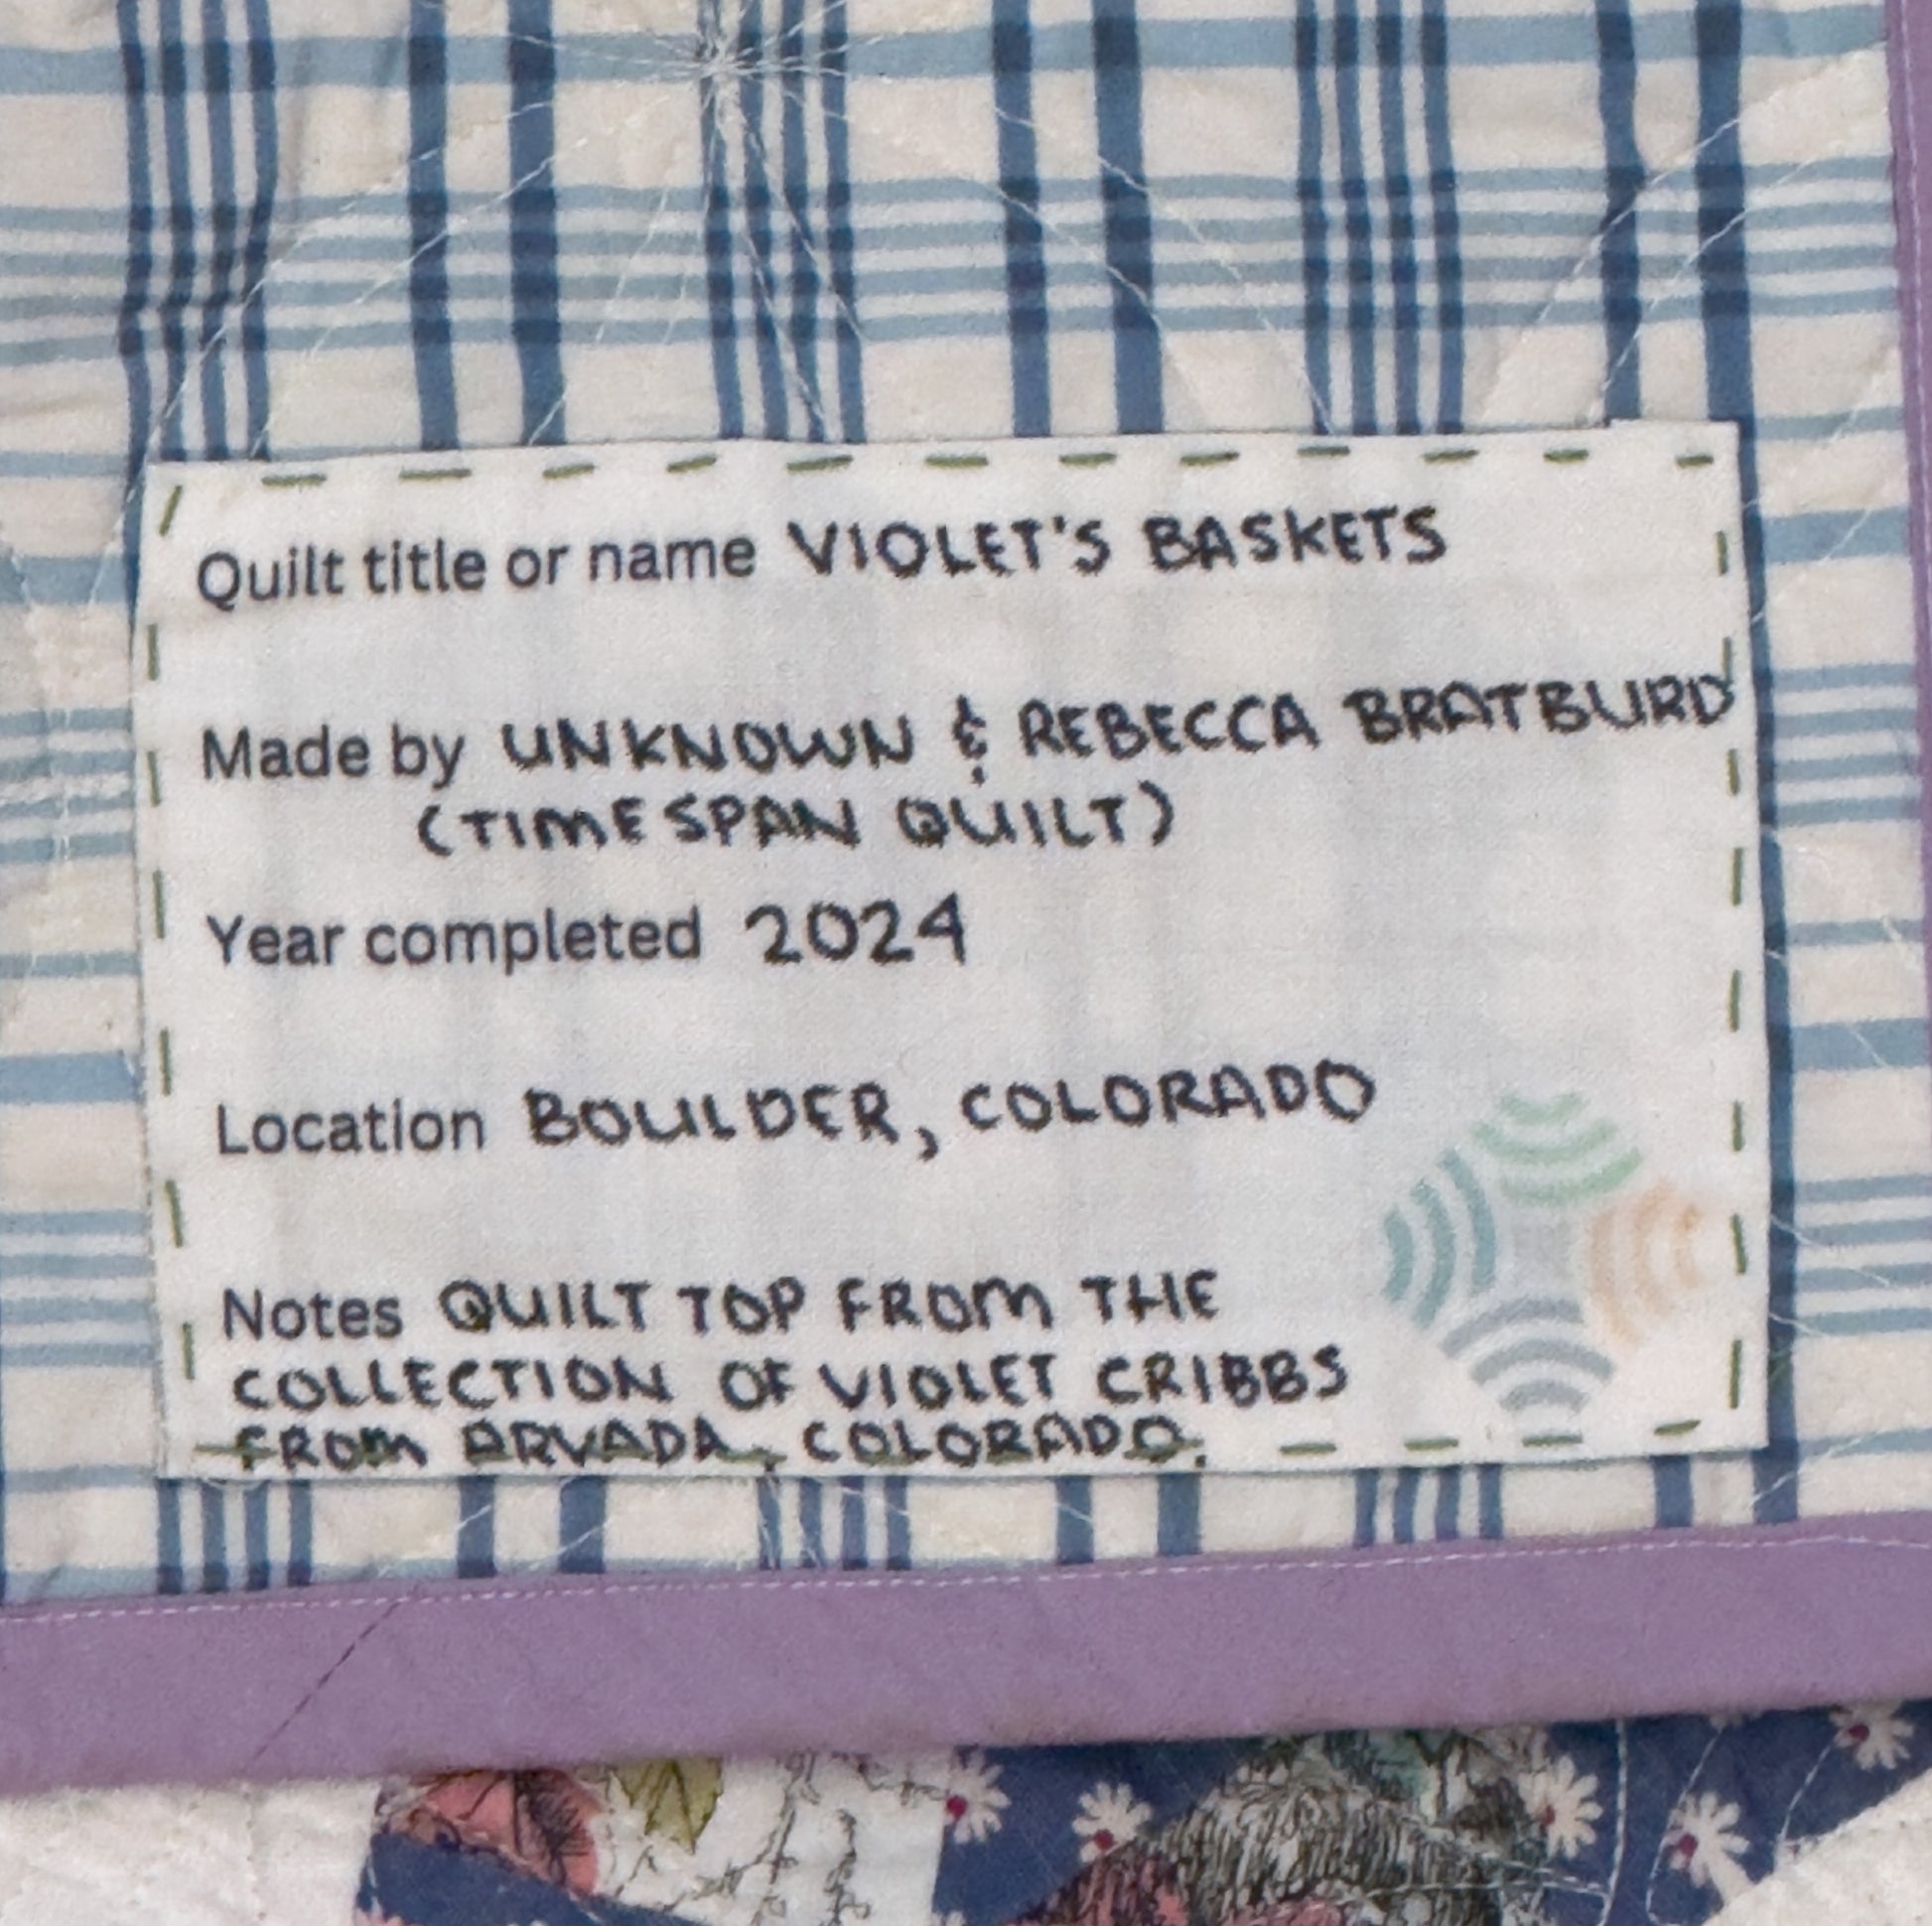 Quilt title or name VIOLET'S BASKETS
Made by UNKNOWN & REBECCA BRATBURD
(TIMESPAN QUILT)
Year completed 2024
Location BOULDER, COLORADO
Notes QUILT TOP FROM THE
COLLECTION OF VIOLET CRIBBS
FROM ARVADA, COLORADO.